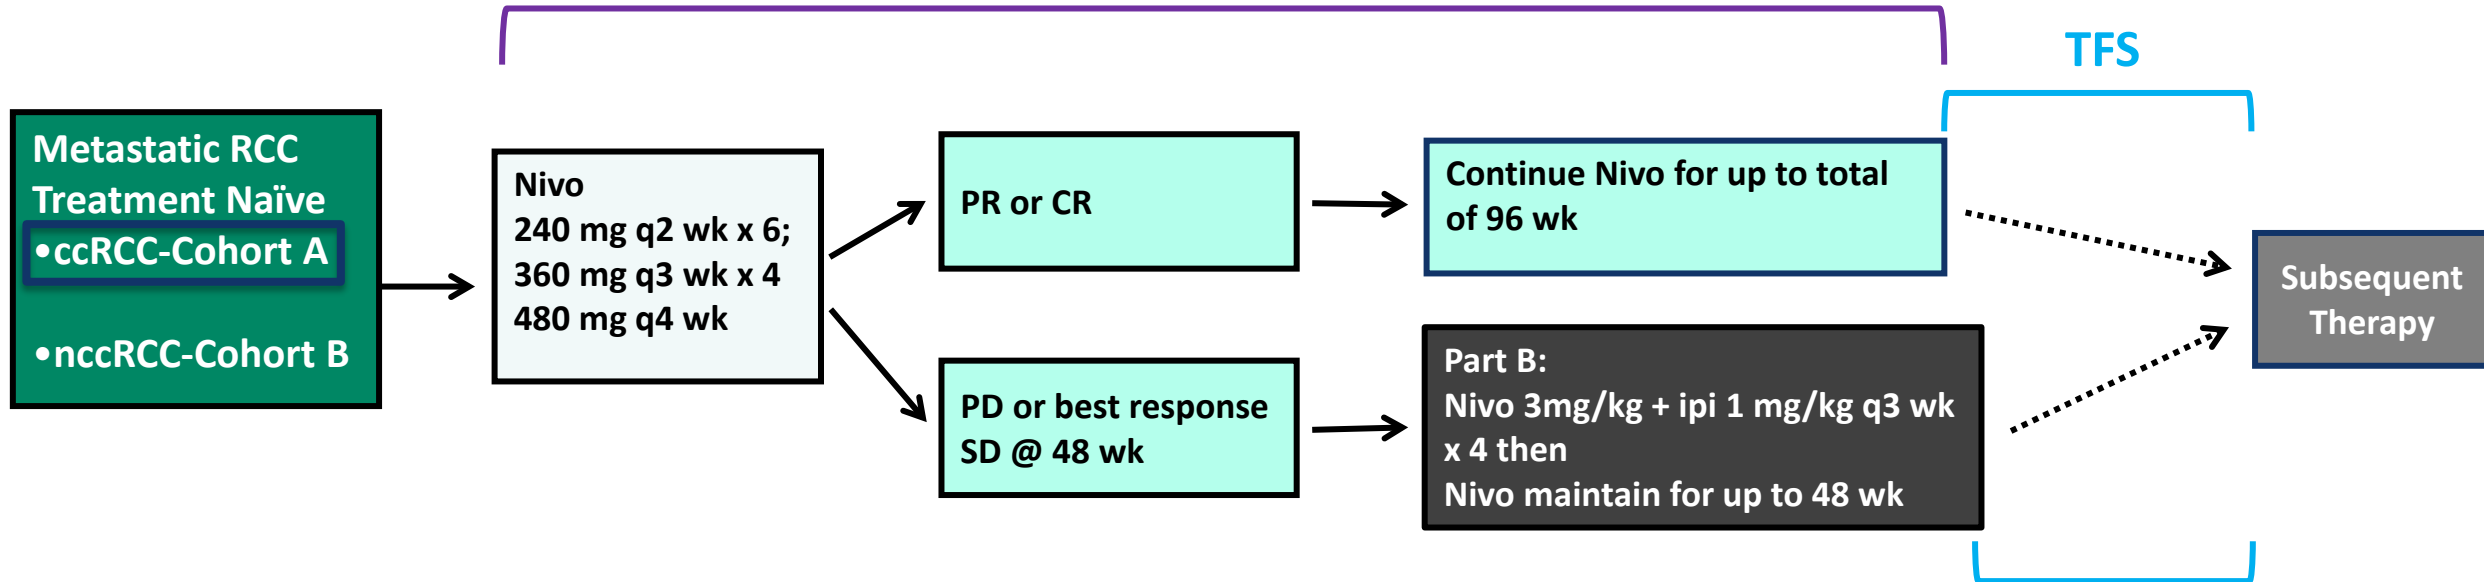 TFS
Metastatic RCC
Treatment Naïve
•ccRCC-Cohort A
•nccRCC-Cohort B
Nivo
240 mg q2 wk x 6;
360 mg q3 wk x 4
480 mg q4 wk
PR or CR
Continue Nivo for up to total
of 96 wk
PD or best response
SD @ 48 wk
Part B:
Nivo 3mg/kg + ipi 1 mg/kg q3 wk
x 4 then
Nivo maintain for up to 48 wk
Subsequent
Therapy